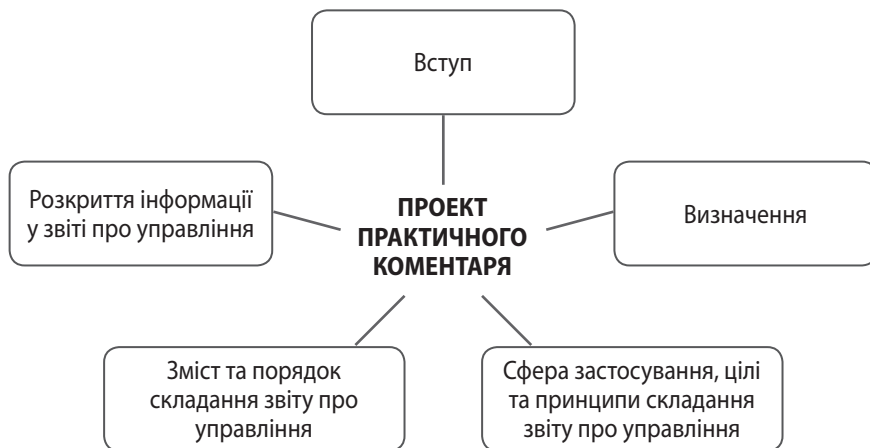 Вступ
Розкриття інформації
у звіті про управління
ПРОЕКТ
ПРАКТИЧНОГО
КОМЕНТАРЯ
Визначення
Зміст та порядок
складання звіту про
управління
Сфера застосування, цілі
та принципи складання
звіту про управління